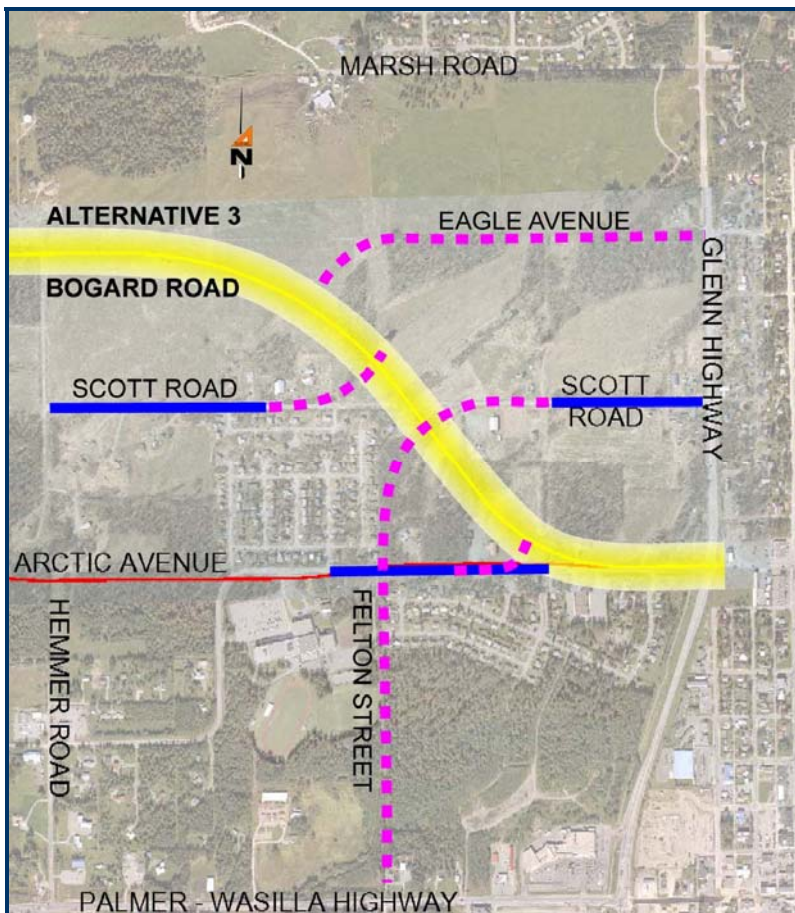 MARSH ROAD
N
ALTERNATIVE 3
EAGLE AVENUE
BOGARD ROAD
GLENN HIGHWAY
SCOTT ROAD
SCOTT
ROAD
ARCTIC AVENUE
HEMMER ROAD
FELTON STREET
PALMER - WASILLA HIGHWAY